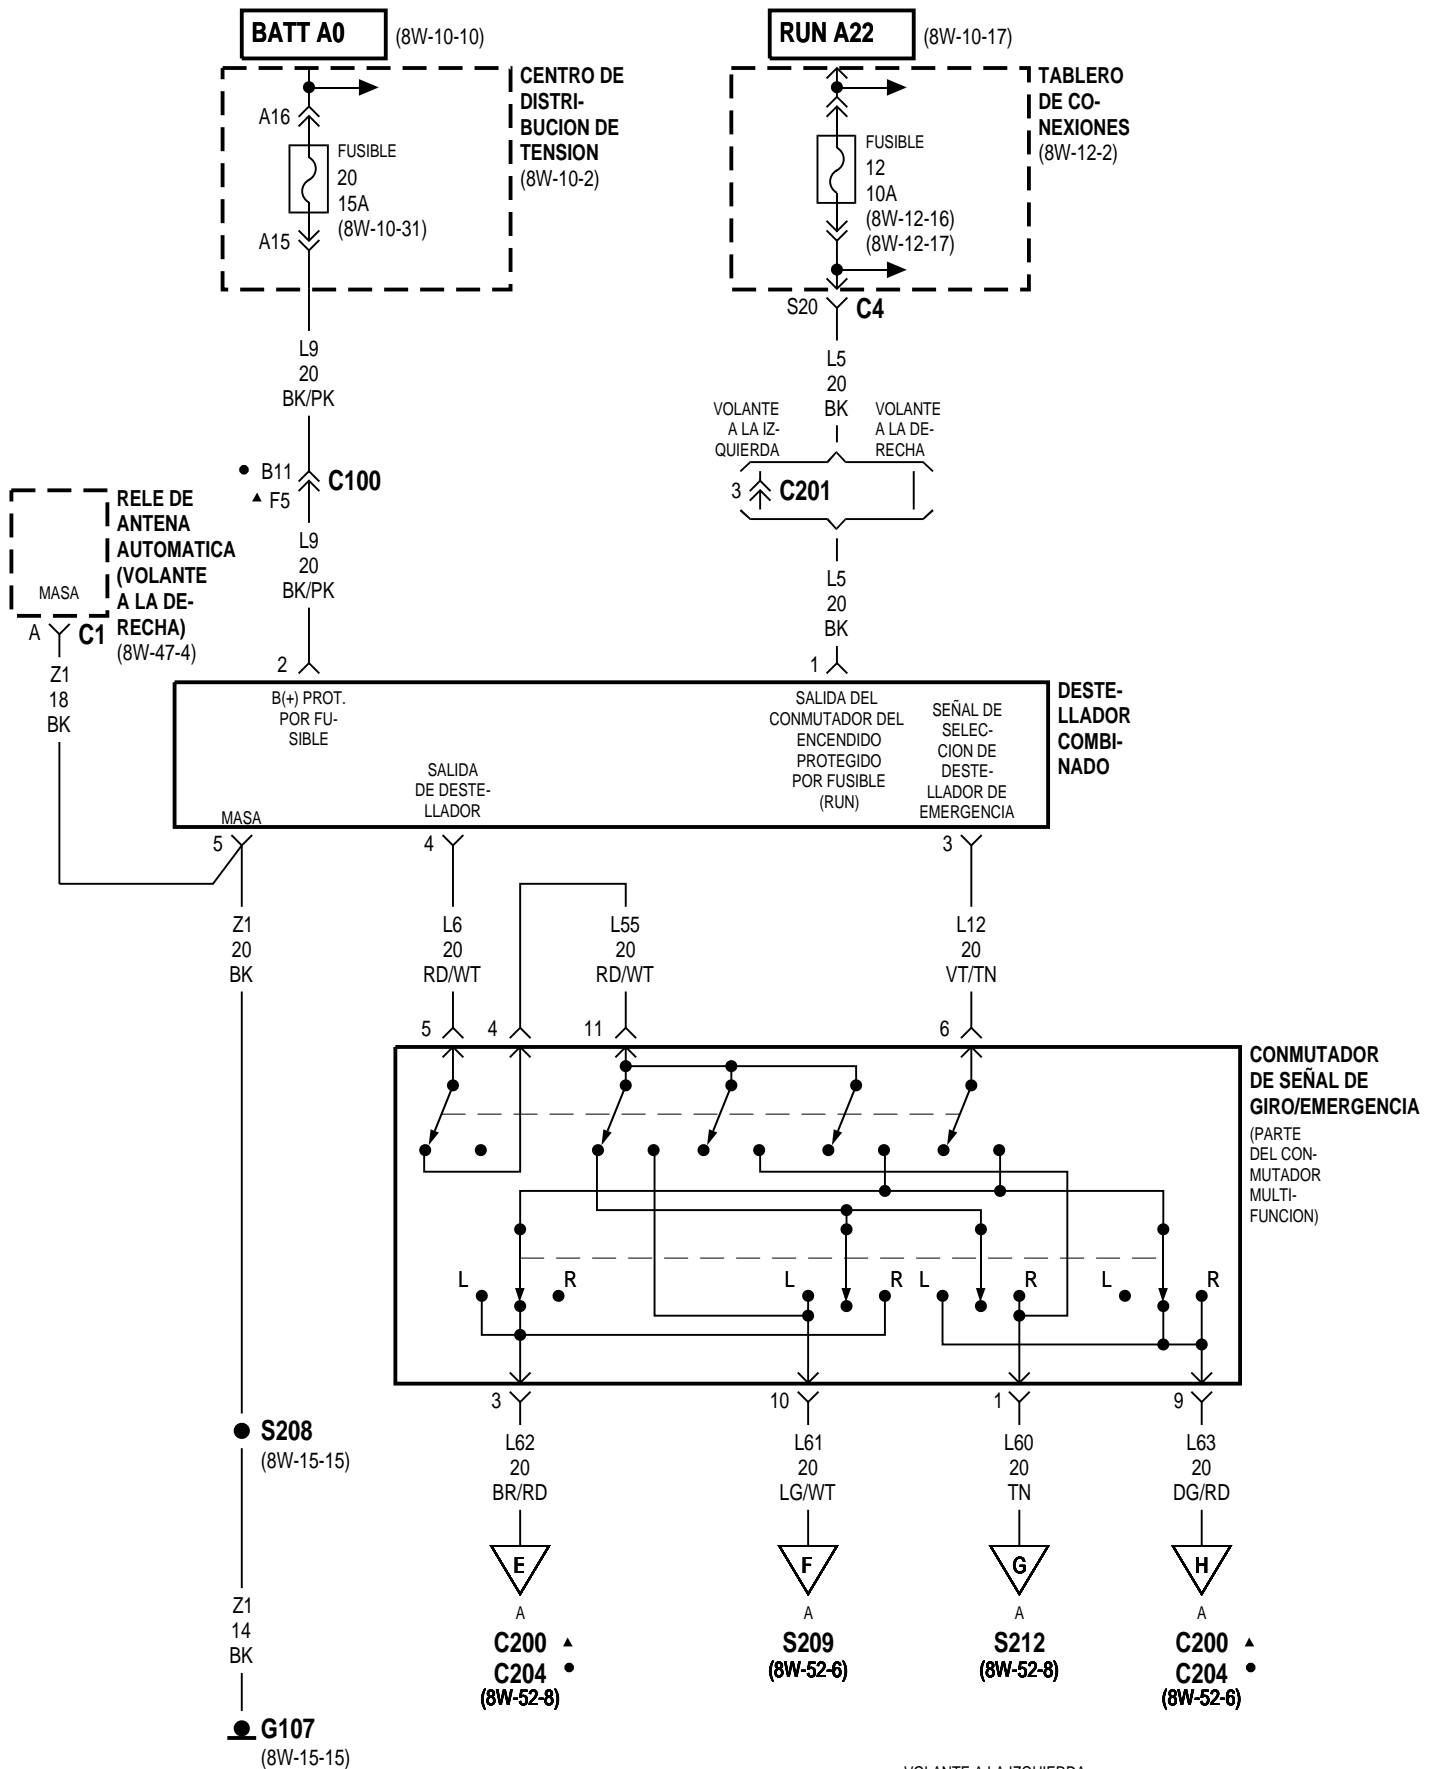 BATT A0
(8W-10-10)
RUN A22
(8W-10-17)
CENTRO DE
DISTRI-
BUCION DE
TENSION
(8W-10-2)
A16
FUSIBLE
20
15A
(8W-10-31)
A15
TABLERO
DE CO-
NEXIONES
(8W-12-2)
FUSIBLE
12
10A
(8W-12-16)
(8W-12-17)
S20
C4
L9
20
BK/PK
L5
20
BK
VOLANTE
A LA IZ-
QUIERDA
VOLANTE
A LA DE-
RECHA
B11
F5
C100
3
C201
RELE DE
ANTENA
AUTOMATICA
(VOLANTE
A LA DE-
RECHA)
(8W-47-4)
MASA
A
C1
L9
20
BK/PK
L5
20
BK
Z1
18
BK
2
1
B(+) PROT.
POR FU-
SIBLE
SALIDA DEL
CONMUTADOR DEL
ENCENDIDO
PROTEGIDO
POR FUSIBLE
(RUN)
SEÑAL DE
SELEC-
CION DE
DESTE-
LLADOR DE
EMERGENCIA
DESTE-
LLADOR
COMBI-
NADO
SALIDA
DE DESTE-
LLADOR
MASA
5
4
3
Z1
20
BK
L6
20
RD/WT
L55
20
RD/WT
L12
20
VT/TN
5
4
11
6
CONMUTADOR
DE SEÑAL DE
GIRO/EMERGENCIA
(PARTE
DEL CON-
MUTADOR
MULTI-
FUNCION)
L
R
L
R
L
R
L
R
3
10
1
9
S208
(8W-15-15)
L62
20
BR/RD
L61
20
LG/WT
L60
20
TN
L63
20
DG/RD
E
F
G
H
A
A
A
A
C200
C204
(8W-52-8)
S209
(8W-52-6)
S212
(8W-52-8)
C200
C204
(8W-52-6)
Z1
14
BK
G107
(8W-15-15)
VOLANTE A LA IZQUIERDA